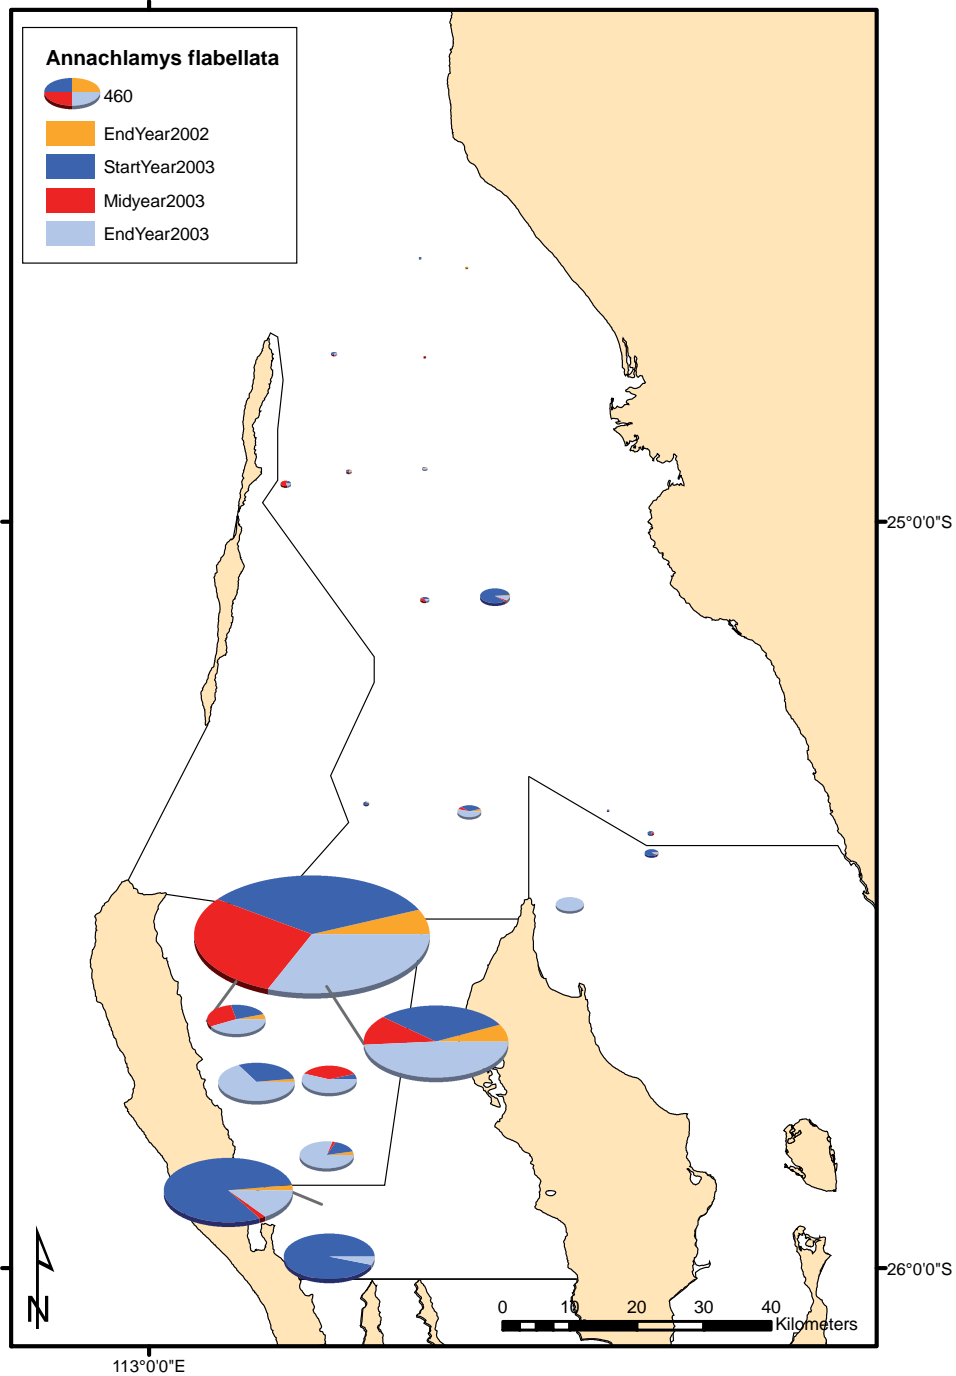 Annachlamys flabellata
460
EndYear2002
StartYear2003
Midyear2003
EndYear2003
25°0'0"S
26°0'0"S
N
0 10 20 30 40
Kilometers
113°0'0"E